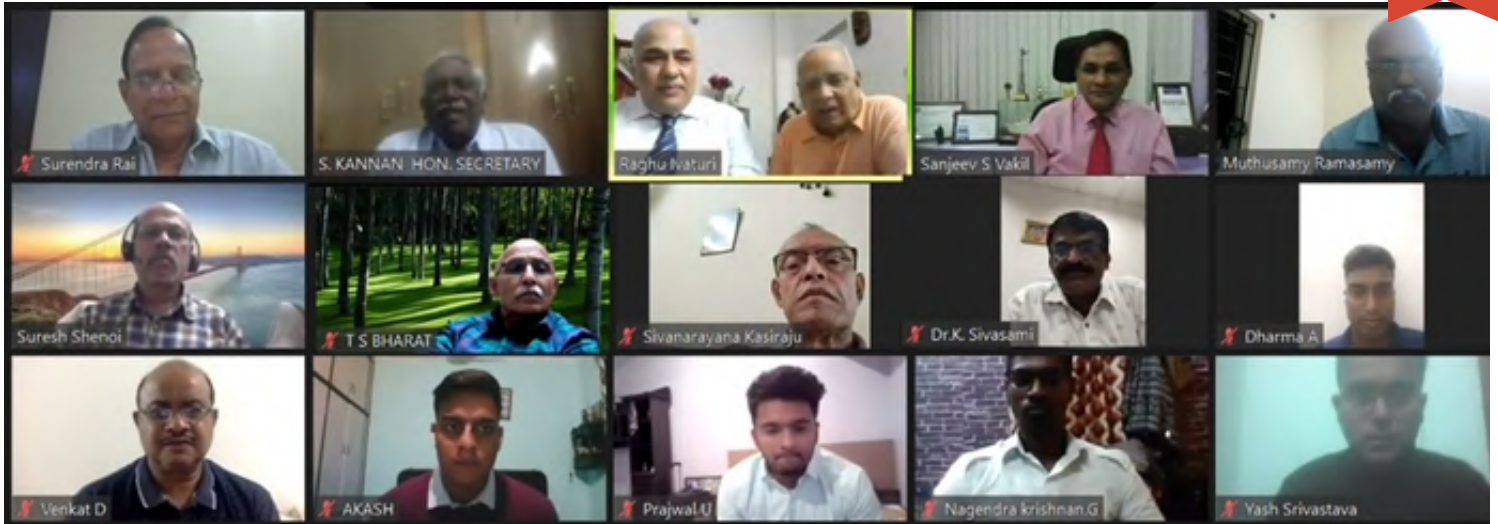 Surendra Rai
S. KANNAN HON. SECRETARY
Raghu Ivaturi
Sanjeev S Vakil
Muthusamy Ramasamy
Suresh Shenoi
T S BHARAT
Sivanarayana Kasiraju
Dr.K. Sivasami
Dharma A
Venkat D
AKASH
Prajwal U
Nagendra krishnan.G
Yash Srivastava